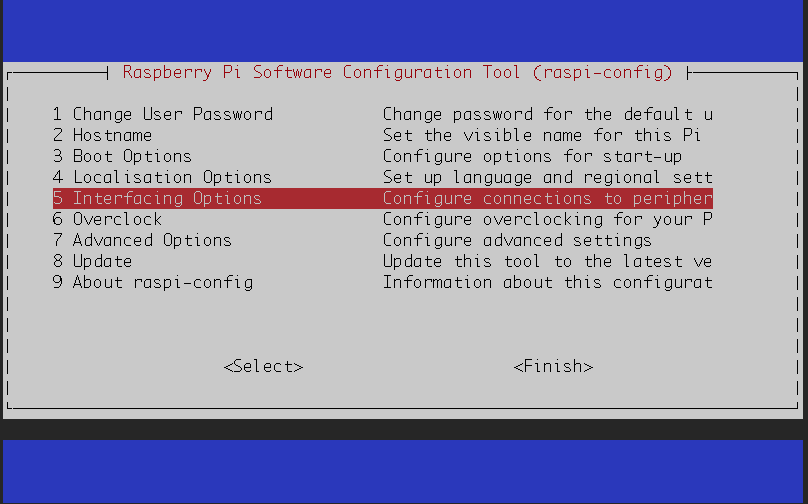 Raspberry Pi Software Configuration Tool (raspi-config)
1 Change User Password Change password for the default u
2 Hostname Set the visible name for this Pi
3 Boot Options Configure options for start-up
4 Localisation Options Set up language and regional sett
5 Interfacing Options Configure connections to peripher
6 Overclock Configure overclocking for your P
7 Advanced Options Configure advanced settings
8 Update Update this tool to the latest ve
9 About raspi-config Information about this configurat
<Select> <Finish>